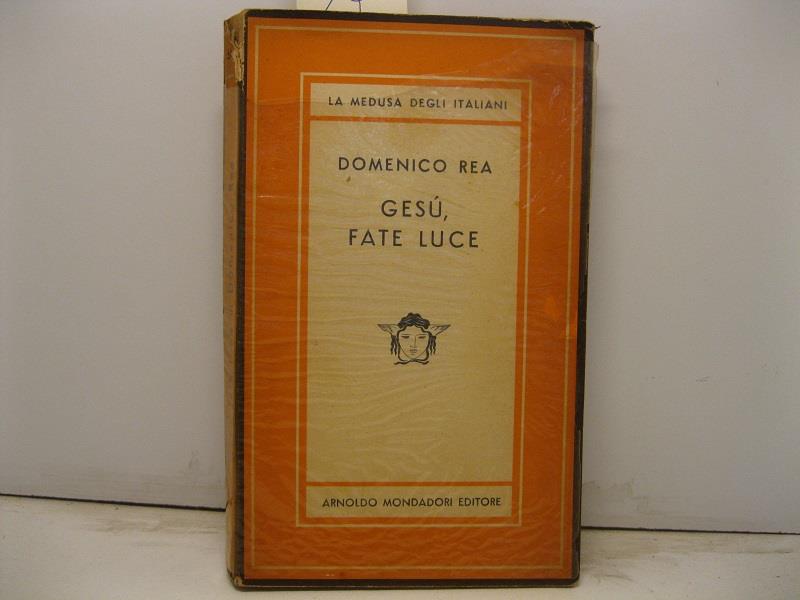 LA MEDUSA DEGLI ITALIANI
DOMENICO REA
GESÚ,
FATE LUCE
ARNOLDO MONDADORI EDITORE